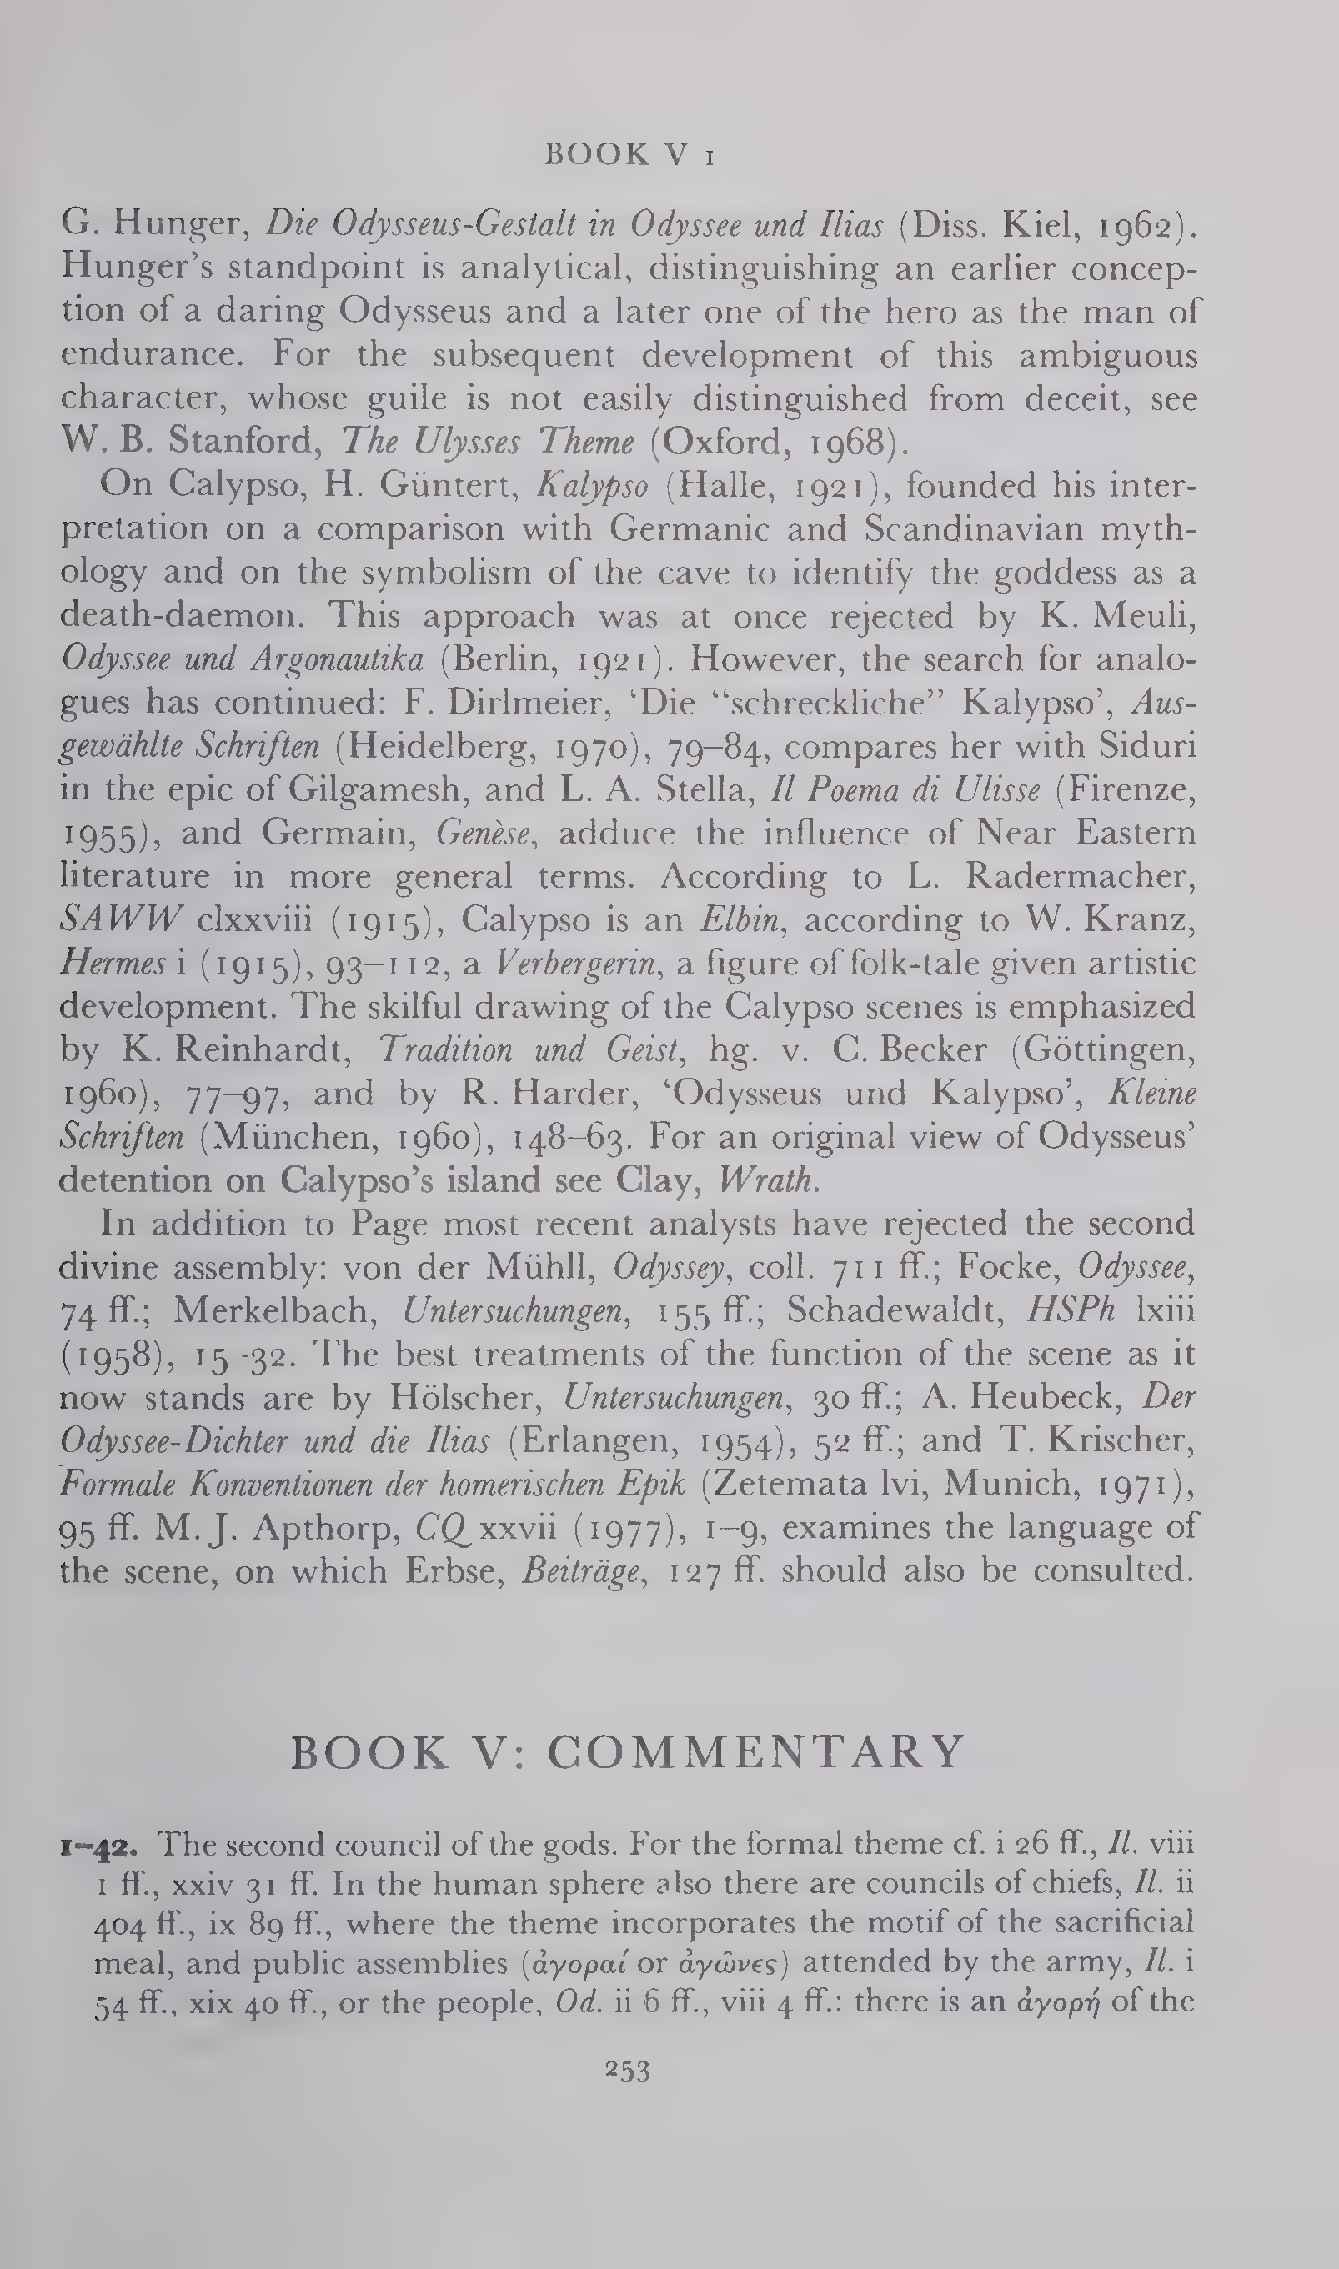 BOOK V 1
G. Hunger, Die Odysseus-Gestalt in Odyssee und Ilias (Diss. Kiel, 1962).
Hunger's standpoint is analytical, distinguishing an earlier concep-
tion of a daring Odysseus and a later one of the hero as the man of
endurance. For the subsequent development of this ambiguous
character, whose guile is not easily distinguished from deceit, see
W. B. Stanford, The Ulysses Theme (Oxford, 1968).
On Calypso, H. Güntert, Kalypso (Halle, 1921), founded his inter-
pretation on a comparison with Germanic and Scandinavian myth-
ology and on the symbolism of the cave to identify the goddess as a
death-daemon. This approach was at once rejected by K. Meuli,
Odyssee und Argonautika (Berlin, 1921). However, the search for analo-
gues has continued: F. Dirlmeier, ‘Die “schreckliche” Kalypso’, Aus-
gewählte Schriften (Heidelberg, 1970), 79–84, compares her with Siduri
in the epic of Gilgamesh, and L. A. Stella, Il Poema di Ulisse (Firenze,
1955), and Germain, Genèse, adduce the influence of Near Eastern
literature in more general terms. According to L. Radermacher,
SAWW clxxviii (1915), Calypso is an Elbin, according to W. Kranz,
Hermes i (1915), 93–112, a Verbergerin, a figure of folk-tale given artistic
development. The skilful drawing of the Calypso scenes is emphasized
by K. Reinhardt, Tradition und Geist, hg. v. C. Becker (Göttingen,
1960), 77–97, and by R. Harder, ‘Odysseus und Kalypso’, Kleine
Schriften (München, 1960), 148–63. For an original view of Odysseus’
detention on Calypso's island see Clay, Wrath.
In addition to Page most recent analysts have rejected the second
divine assembly: von der Mühll, Odyssey, coll. 711 ff.; Focke, Odyssee,
74 ff.; Merkelbach, Untersuchungen, 155 ff.; Schadewaldt, HSPh lxiii
(1958), 15-32. The best treatments of the function of the scene as it
now stands are by Hölscher, Untersuchungen, 30 ff.; A. Heubeck, Der
Odyssee-Dichter und die Ilias (Erlangen, 1954), 52 ff.; and T. Krischer,
Formale Konventionen der homerischen Epik (Zetemata lvi, Munich, 1971),
95 ff. M. J. Apthorp, CQ xxvii (1977), 1–9, examines the language of
the scene, on which Erbse, Beiträge, 127 ff. should also be consulted.
BOOK V: COMMENTARY
1–42. The second council of the gods. For the formal theme cf. i 26 ff., Il. viii
1 ff., xxiv 31 ff. In the human sphere also there are councils of chiefs, Il. ii
404 ff., ix 89 ff., where the theme incorporates the motif of the sacrificial
meal, and public assemblies (ἀγοραί or ἀγῶνες) attended by the army, Il. i
54 ff., xix 40 ff., or the people, Od. ii 6 ff., viii 4 ff.: there is an ἀγορή of the
253